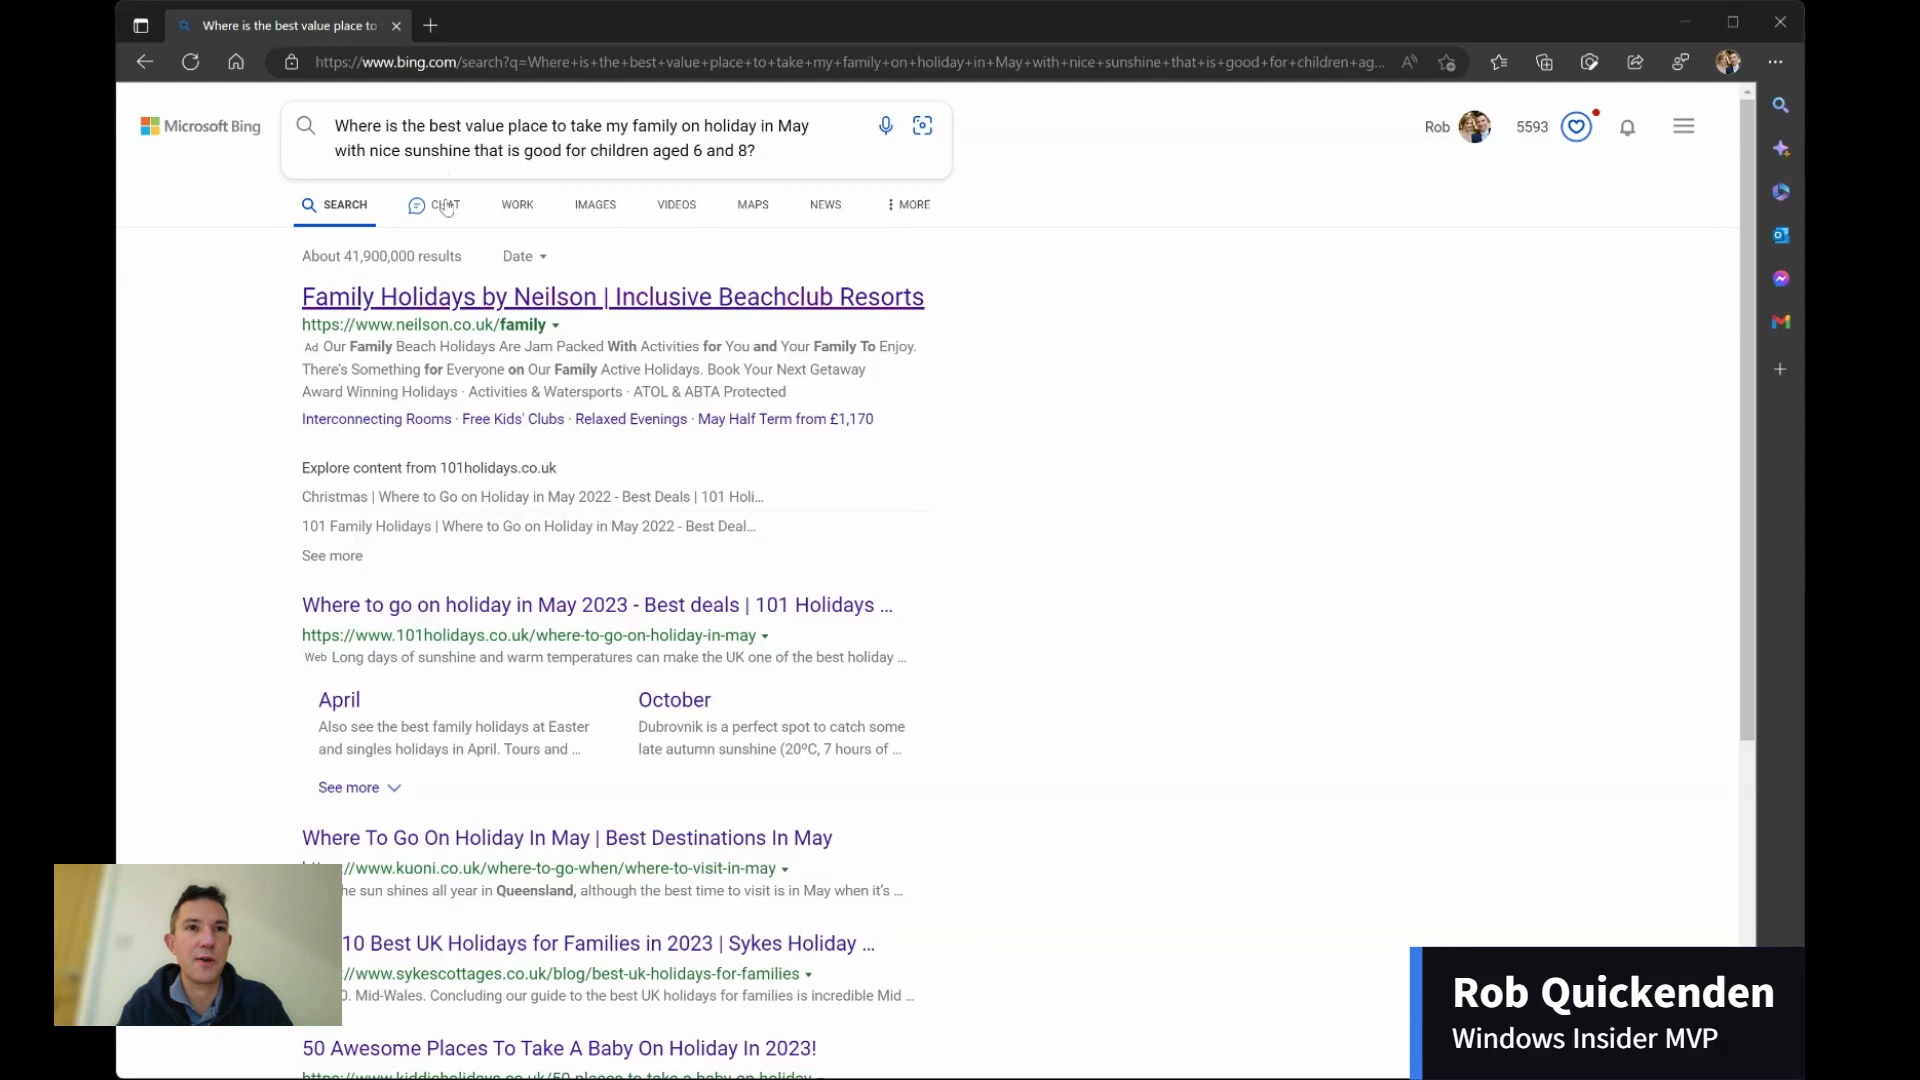 Where is the best value place to
https://www.bing.com/search?q=Where+is+the+best+value+place+to+take+my+family+on+holiday+in+May+with+nice+sunshine+that+is+good+for+children+ag...
Microsoft Bing
Where is the best value place to take my family on holiday in May
with nice sunshine that is good for children aged 6 and 8?
Rob
5593
SEARCH
CHAT
WORK
IMAGES
VIDEOS
MAPS
NEWS
MORE
About 41,900,000 results
Date
Family Holidays by Neilson | Inclusive Beachclub Resorts
https://www.neilson.co.uk/family
Ad Our Family Beach Holidays Are Jam Packed With Activities for You and Your Family To Enjoy.
There's Something for Everyone on Our Family Active Holidays. Book Your Next Getaway
Award Winning Holidays · Activities & Watersports · ATOL & ABTA Protected
Interconnecting Rooms · Free Kids' Clubs · Relaxed Evenings · May Half Term from £1,170
Explore content from 101holidays.co.uk
Christmas | Where to Go on Holiday in May 2022 - Best Deals | 101 Holi...
101 Family Holidays | Where to Go on Holiday in May 2022 - Best Deal...
See more
Where to go on holiday in May 2023 - Best deals | 101 Holidays ...
https://www.101holidays.co.uk/where-to-go-on-holiday-in-may
Web Long days of sunshine and warm temperatures can make the UK one of the best holiday ...
April
Also see the best family holidays at Easter
and singles holidays in April. Tours and ...
October
Dubrovnik is a perfect spot to catch some
late autumn sunshine (20ºC, 7 hours of ...
See more
Where To Go On Holiday In May | Best Destinations In May
://www.kuoni.co.uk/where-to-go-when/where-to-visit-in-may
he sun shines all year in Queensland, although the best time to visit is in May when it's ...
10 Best UK Holidays for Families in 2023 | Sykes Holiday ...
://www.sykescottages.co.uk/blog/best-uk-holidays-for-families
0. Mid-Wales. Concluding our guide to the best UK holidays for families is incredible Mid ...
50 Awesome Places To Take A Baby On Holiday In 2023!
https://www.kiddieholidays.co.uk/50-places-to-take-a-baby-on-holiday
Rob Quickenden
Windows Insider MVP